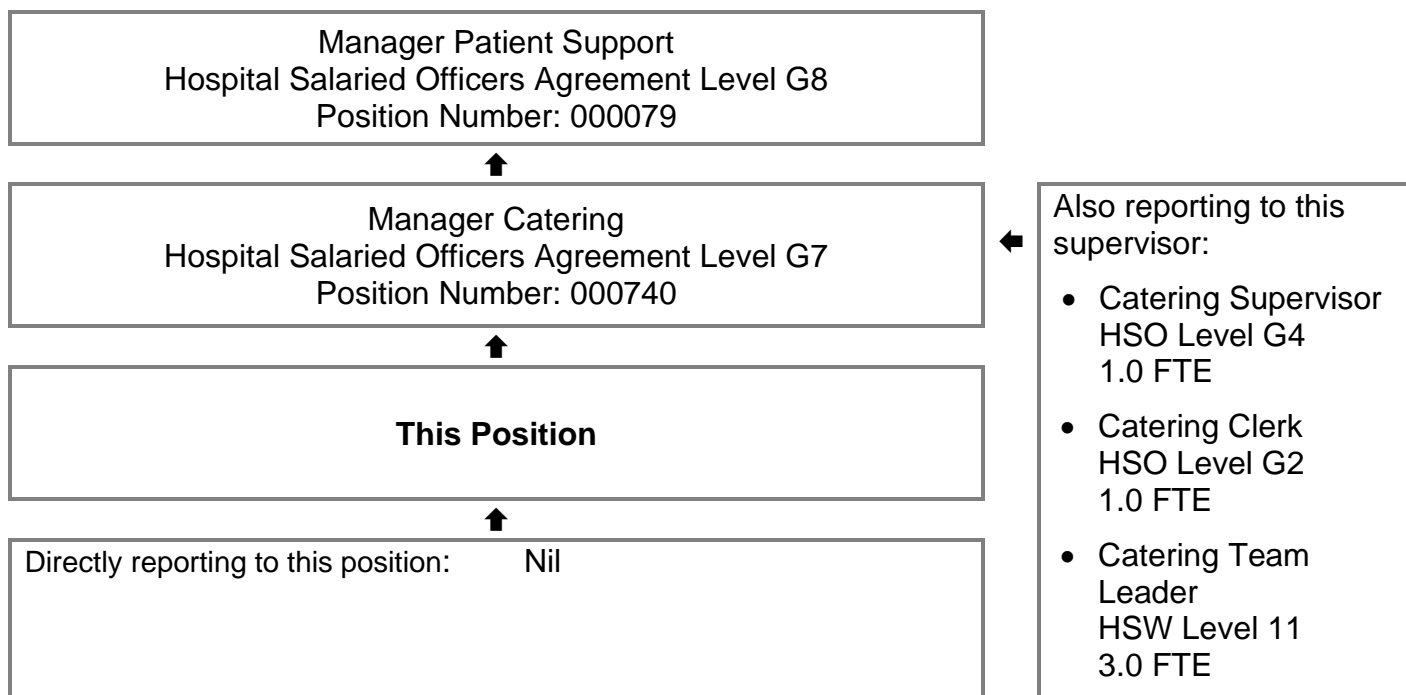 Manager Patient Support
Hospital Salaried Officers Agreement Level G8
Position Number: 000079
Manager Catering
Hospital Salaried Officers Agreement Level G7
Position Number: 000740
This Position
Directly reporting to this position: Nil
Also reporting to this
supervisor:
• Catering Supervisor
HSO Level G4
1.0 FTE
• Catering Clerk
HSO Level G2
1.0 FTE
• Catering Team
Leader
HSW Level 11
3.0 FTE